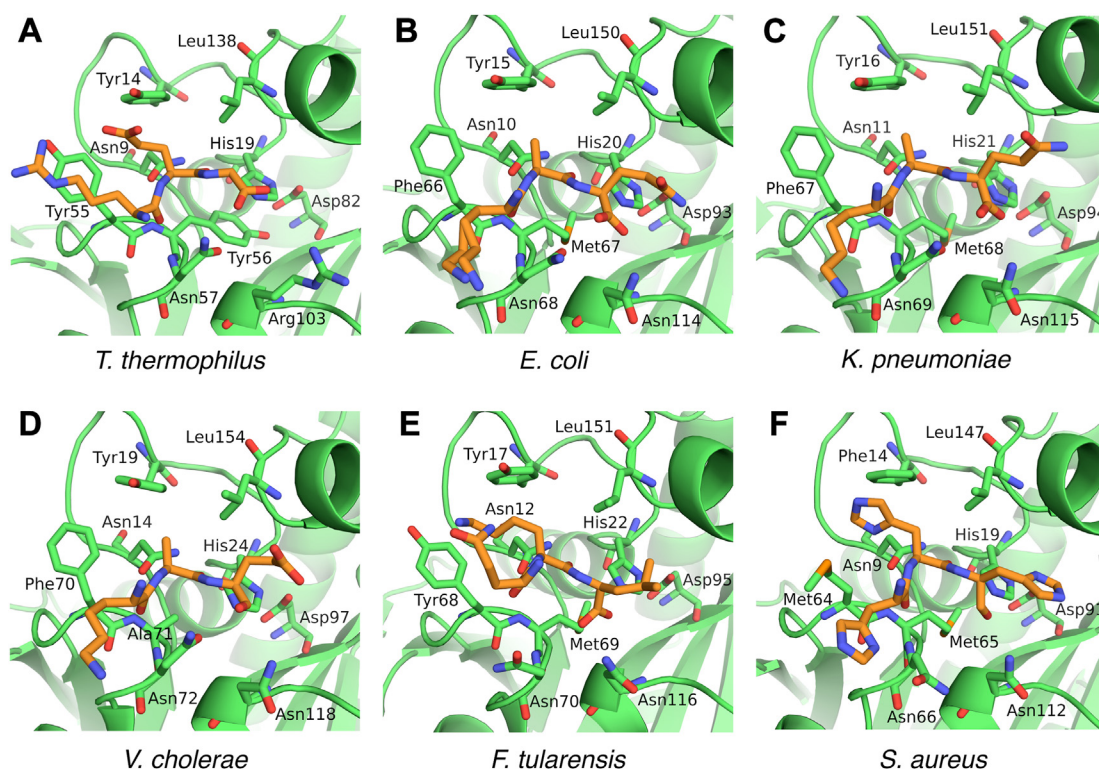 A
Leu138
Tyr14
Asn9
His19
Tyr55
Asp82
Tyr56
Asn57
Arg103
T. thermophilus
B
Leu150
Tyr15
Asn10
His20
Phe66
Asp93
Met67
Asn68
Asn114
E. coli
C
Leu151
Tyr16
Asn11
His21
Phe67
Asp94
Met68
Asn69
Asn115
K. pneumoniae
D
Leu154
Tyr19
Asn14
His24
Phe70
Asp97
Ala71
Asn72
Asn118
V. cholerae
E
Leu151
Tyr17
Asn12
His22
Asp95
Tyr68
Met69
Asn70
Asn116
F. tularensis
F
Leu147
Phe14
His19
Asn9
Met64
Asp91
Met65
Asn66
Asn112
S. aureus